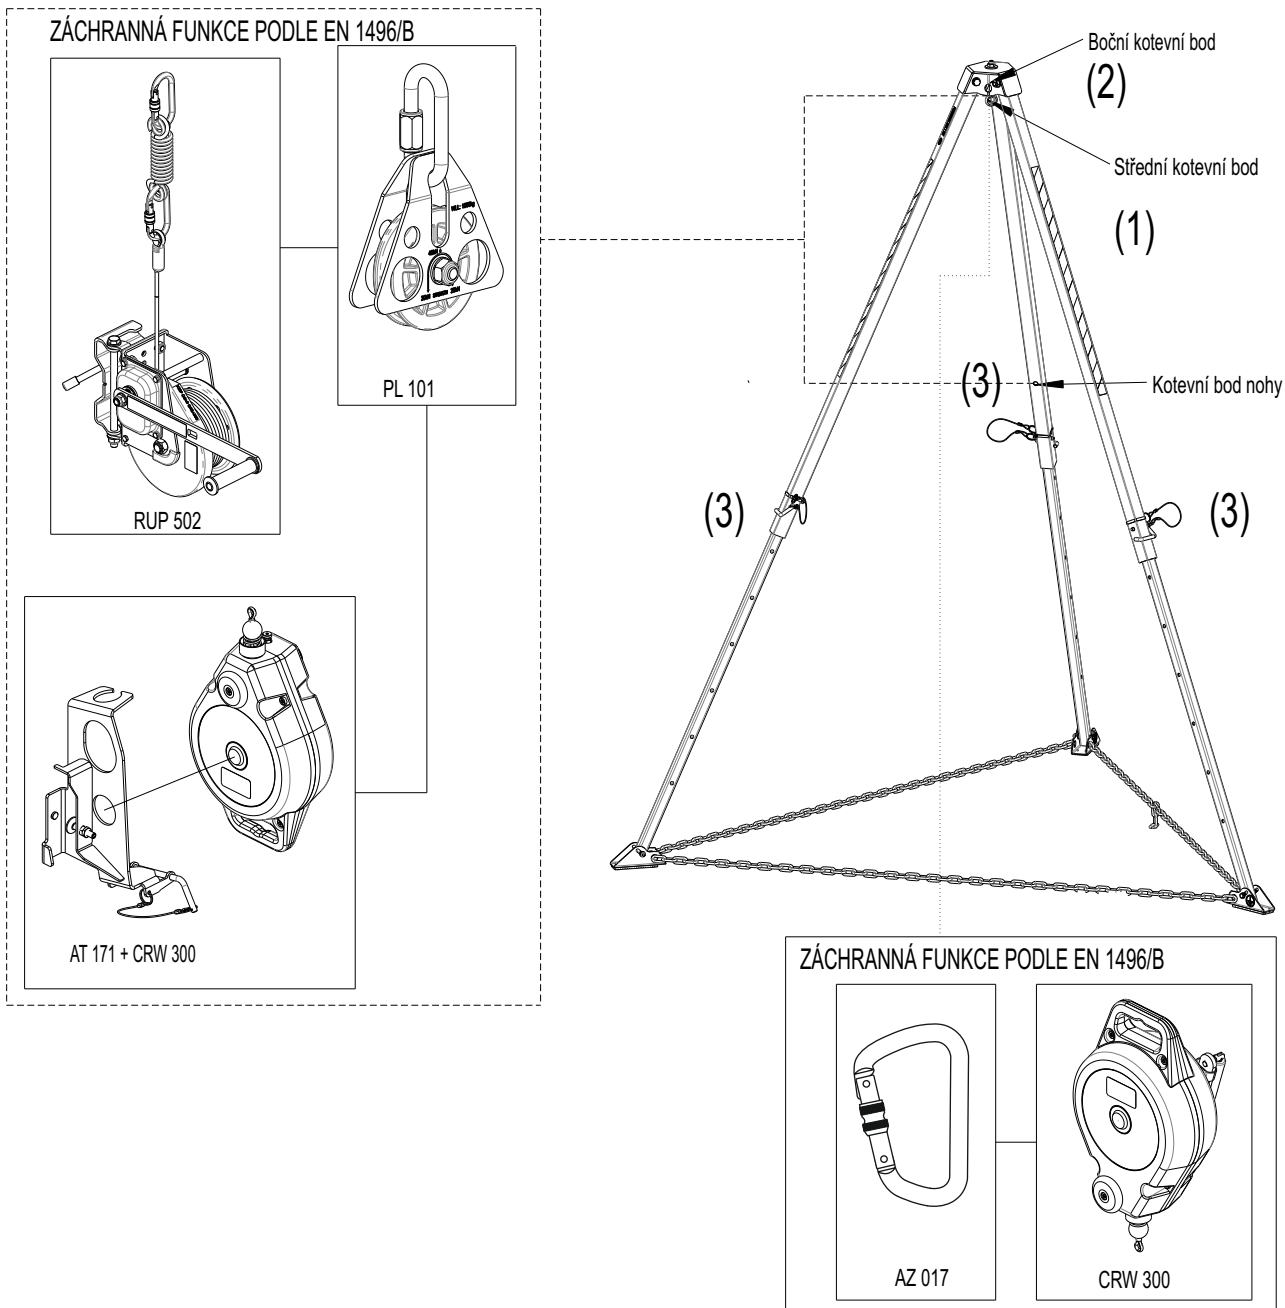 ZÁCHRANNÁ FUNKCE PODLE EN 1496/B
RUP 502
PL 101
AT 171 + CRW 300
Boční kotevní bod
(2)
Střední kotevní bod
(1)
(3)
Kotevní bod nohy
(3)
(3)
ZÁCHRANNÁ FUNKCE PODLE EN 1496/B
AZ 017
CRW 300